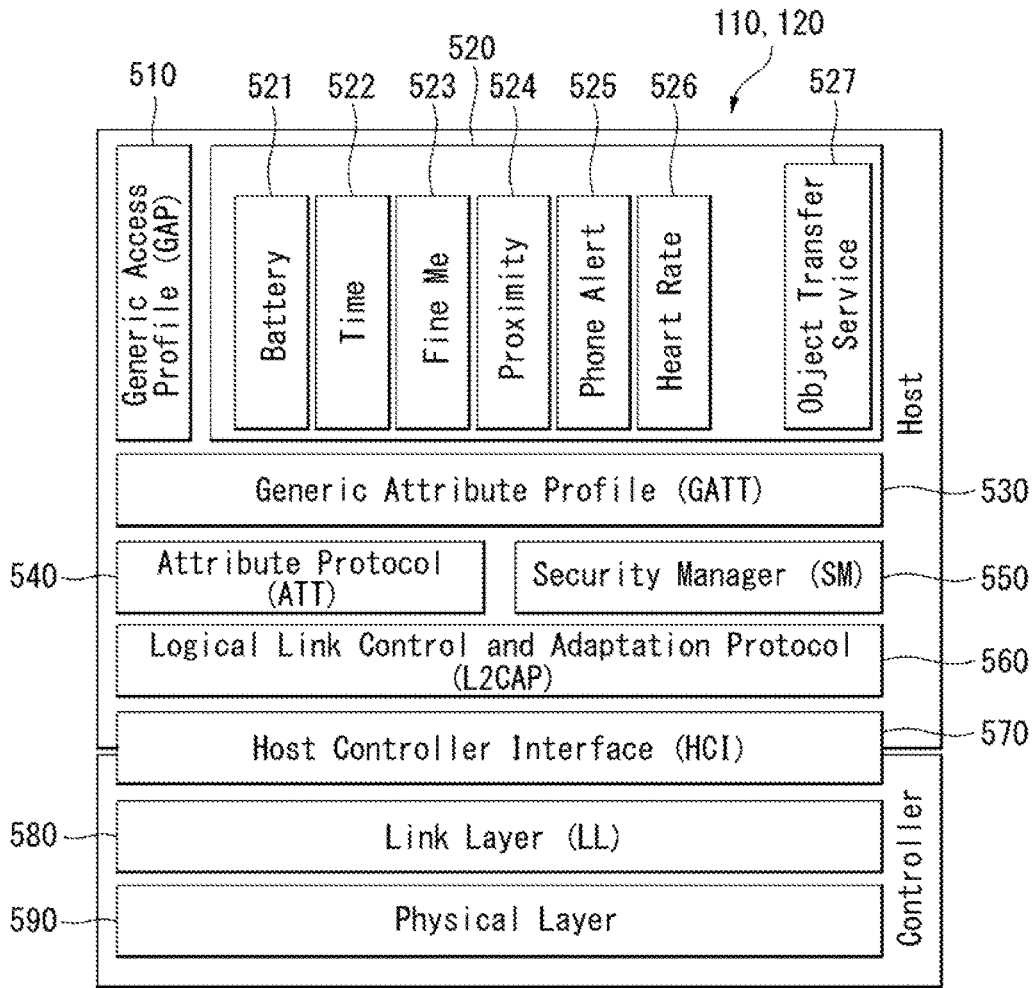 110, 120
520
510
521
522
523
524
525
526
527
Generic Access
Profile (GAP)
Battery
Time
Fine Me
Proximity
Phone Alert
Heart Rate
Object Transfer
Service
Host
Generic Attribute Profile (GATT)
530
540
Attribute Protocol
(ATT)
Security Manager (SM)
550
Logical Link Control and Adaptation Protocol
(L2CAP)
560
Host Controller Interface (HCI)
570
580
Link Layer (LL)
Controller
590
Physical Layer